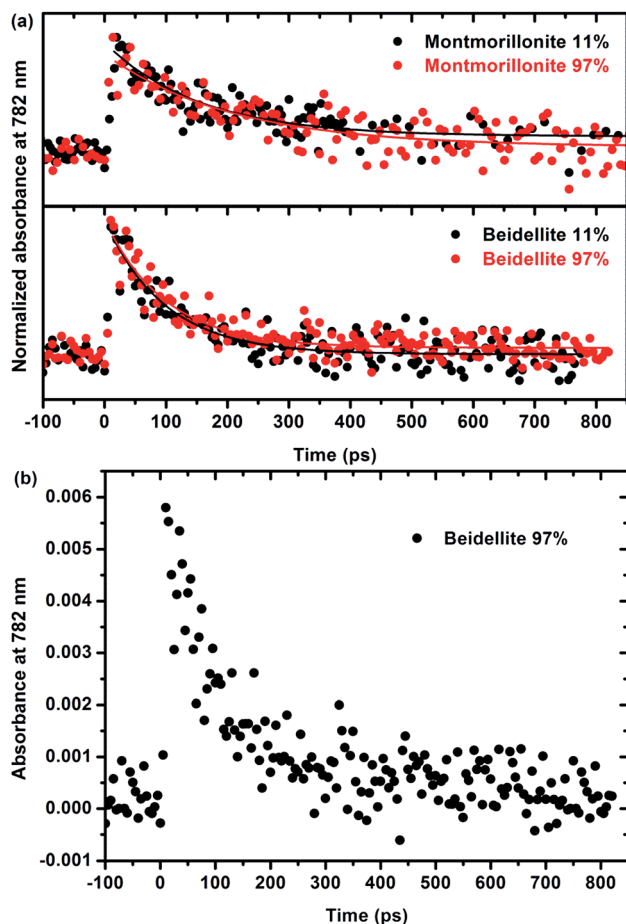 (a)
Montmorillonite 11%
Montmorillonite 97%
Beidellite 11%
Beidellite 97%
Normalized absorbance at 782 nm
-100 0 100 200 300 400 500 600 700 800
Time (ps)
(b)
0.006
0.005
0.004
0.003
0.002
0.001
0.000
-0.001
Beidellite 97%
Absorbance at 782 nm
-100 0 100 200 300 400 500 600 700 800
Time (ps)